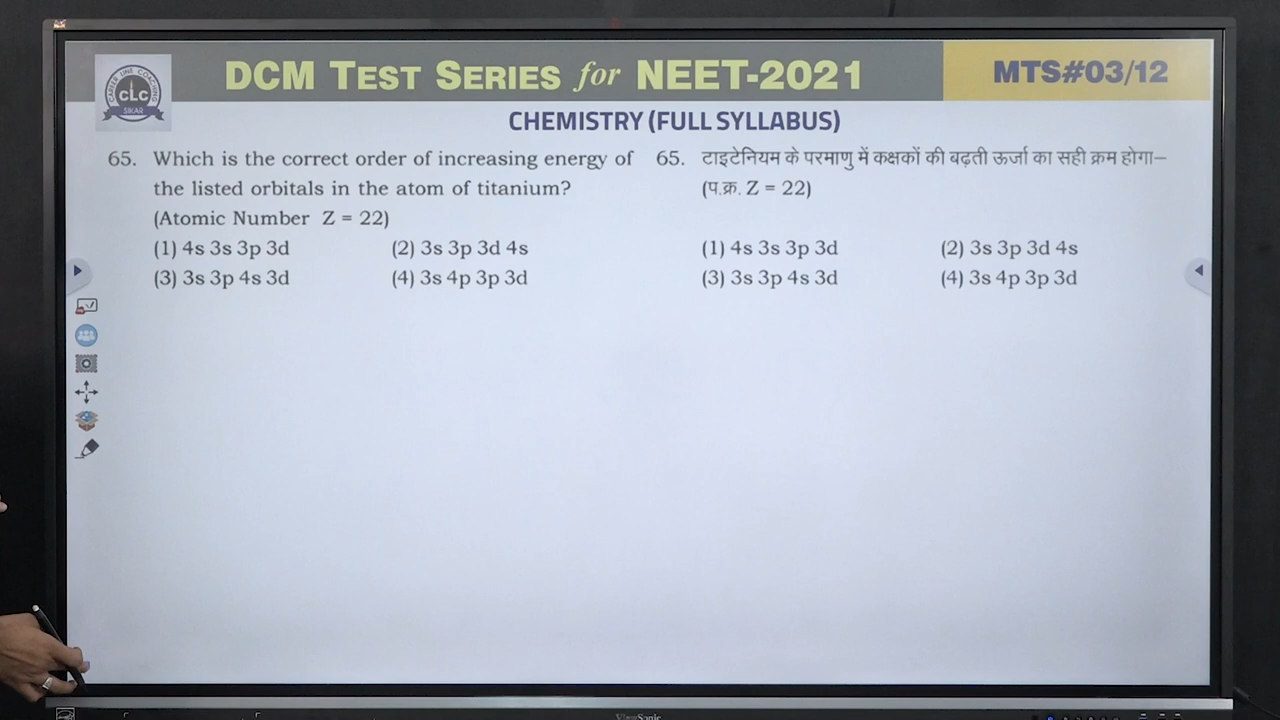 DCM TEST SERIES for NEET-2021
MTS#03/12
CAREER LINE COACHING
CLC
SIKAR
CHEMISTRY (FULL SYLLABUS)
65. Which is the correct order of increasing energy of
the listed orbitals in the atom of titanium?
(Atomic Number Z = 22)
(1) 4s 3s 3p 3d (2) 3s 3p 3d 4s
(3) 3s 3p 4s 3d (4) 3s 4p 3p 3d
65. टाइटेनियम के परमाणु में कक्षकों की बढ़ती ऊर्जा का सही क्रम होगा–
(प.क्र. Z = 22)
(1) 4s 3s 3p 3d (2) 3s 3p 3d 4s
(3) 3s 3p 4s 3d (4) 3s 4p 3p 3d
ViewSonic